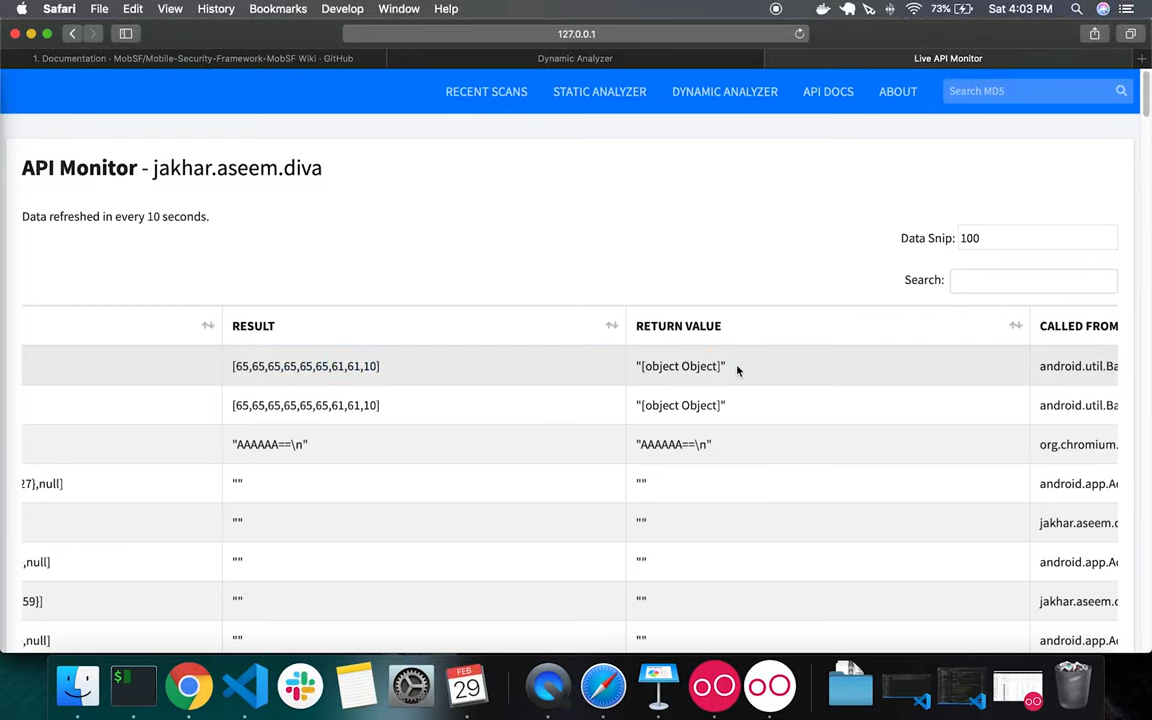 Safari File Edit View History Bookmarks Develop Window Help 73% Sat 4:03 PM
127.0.0.1
1. Documentation · MobSF/Mobile-Security-Framework-MobSF Wiki · GitHub Dynamic Analyzer Live API Monitor
RECENT SCANS STATIC ANALYZER DYNAMIC ANALYZER API DOCS ABOUT Search MD5
API Monitor - jakhar.aseem.diva
Data refreshed in every 10 seconds.
Data Snip: 100
Search:
RESULT RETURN VALUE CALLED FROM
[65,65,65,65,65,65,61,61,10] "[object Object]" android.util.Ba
[65,65,65,65,65,65,61,61,10] "[object Object]" android.util.Ba
"AAAAAA==\n" "AAAAAA==\n" org.chromium.
27},null] "" "" android.app.Ac
"" "" jakhar.aseem.d
,null] "" "" android.app.Ac
59}] "" "" jakhar.aseem.d
,null] "" "" android.app.Ac
$
FEB
29